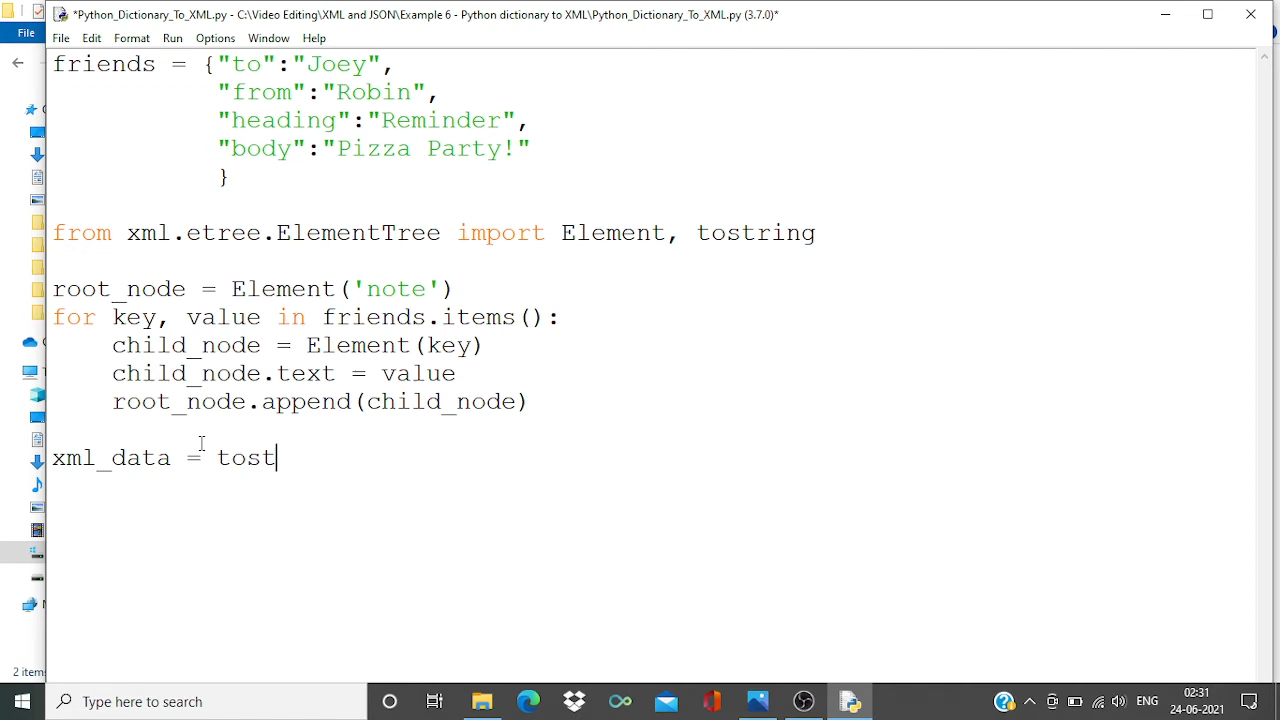 *Python_Dictionary_To_XML.py - C:\Video Editing\XML and JSON\Example 6 - Python dictionary to XML\Python_Dictionary_To_XML.py (3.7.0)*
File
File Edit Format Run Options Window Help
friends = {"to":"Joey",
"from":"Robin",
"heading":"Reminder",
"body":"Pizza Party!"
}
from xml.etree.ElementTree import Element, tostring
root_node = Element('note')
for key, value in friends.items():
child_node = Element(key)
child_node.text = value
root_node.append(child_node)
xml_data = tost
2 items
Type here to search
ENG
02:31
24-06-2021